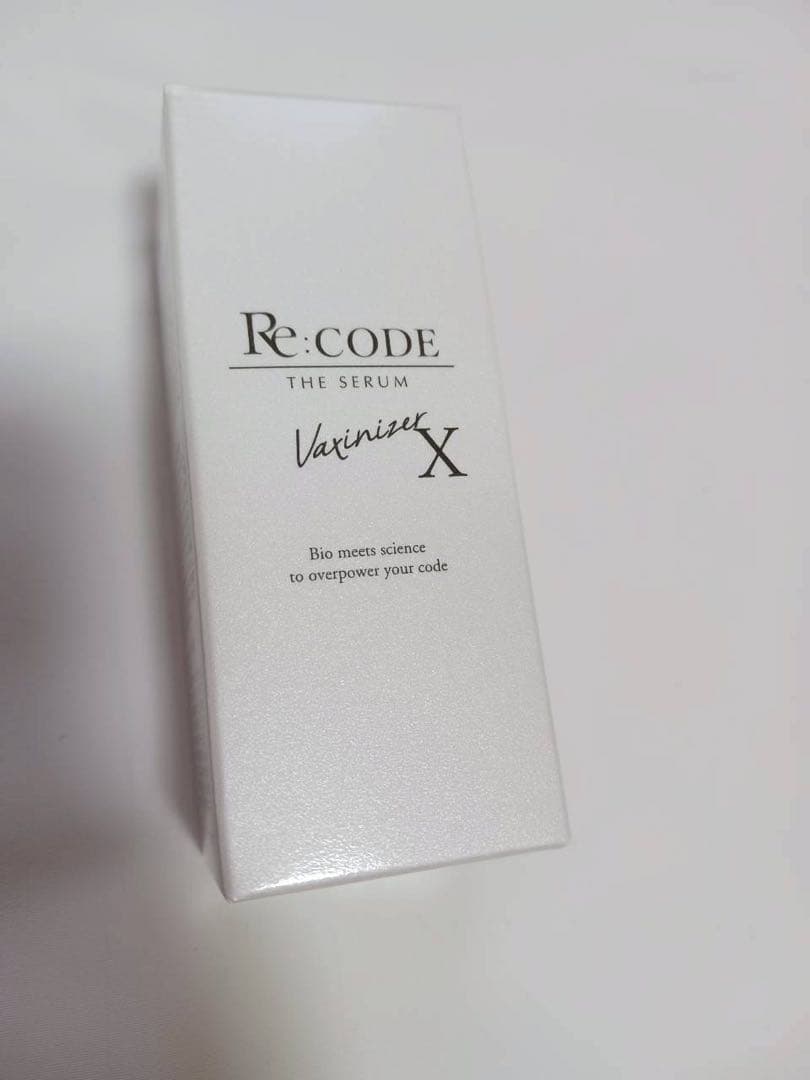 Re:CODE
THE SERUM
Vaxinizer X
Bio meets science
to overpower your code